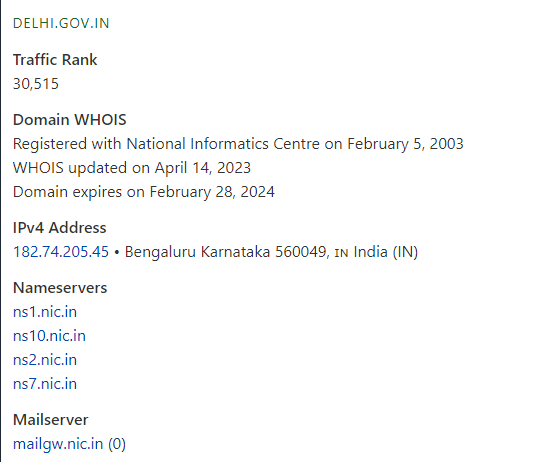 DELHI.GOV.IN
Traffic Rank
30,515
Domain WHOIS
Registered with National Informatics Centre on February 5, 2003
WHOIS updated on April 14, 2023
Domain expires on February 28, 2024
IPv4 Address
182.74.205.45 • Bengaluru Karnataka 560049, ɪɴ India (IN)
Nameservers
ns1.nic.in
ns10.nic.in
ns2.nic.in
ns7.nic.in
Mailserver
mailgw.nic.in (0)